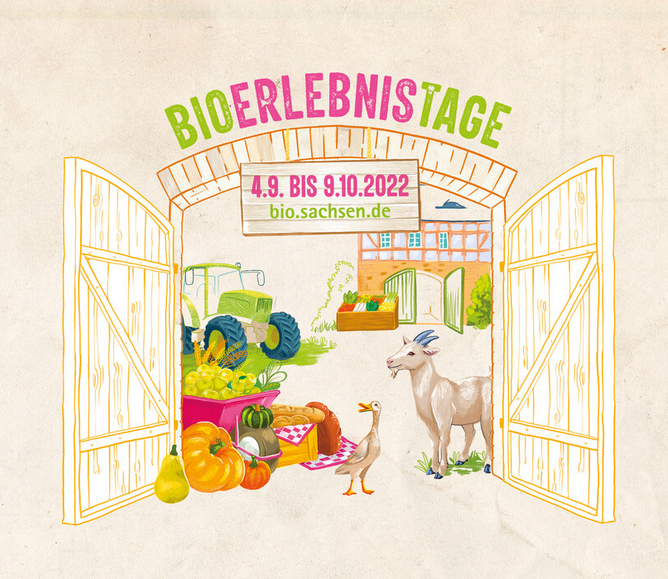 BIOERLEBNISTAGE
4.9. BIS 9.10.2022
bio.sachsen.de